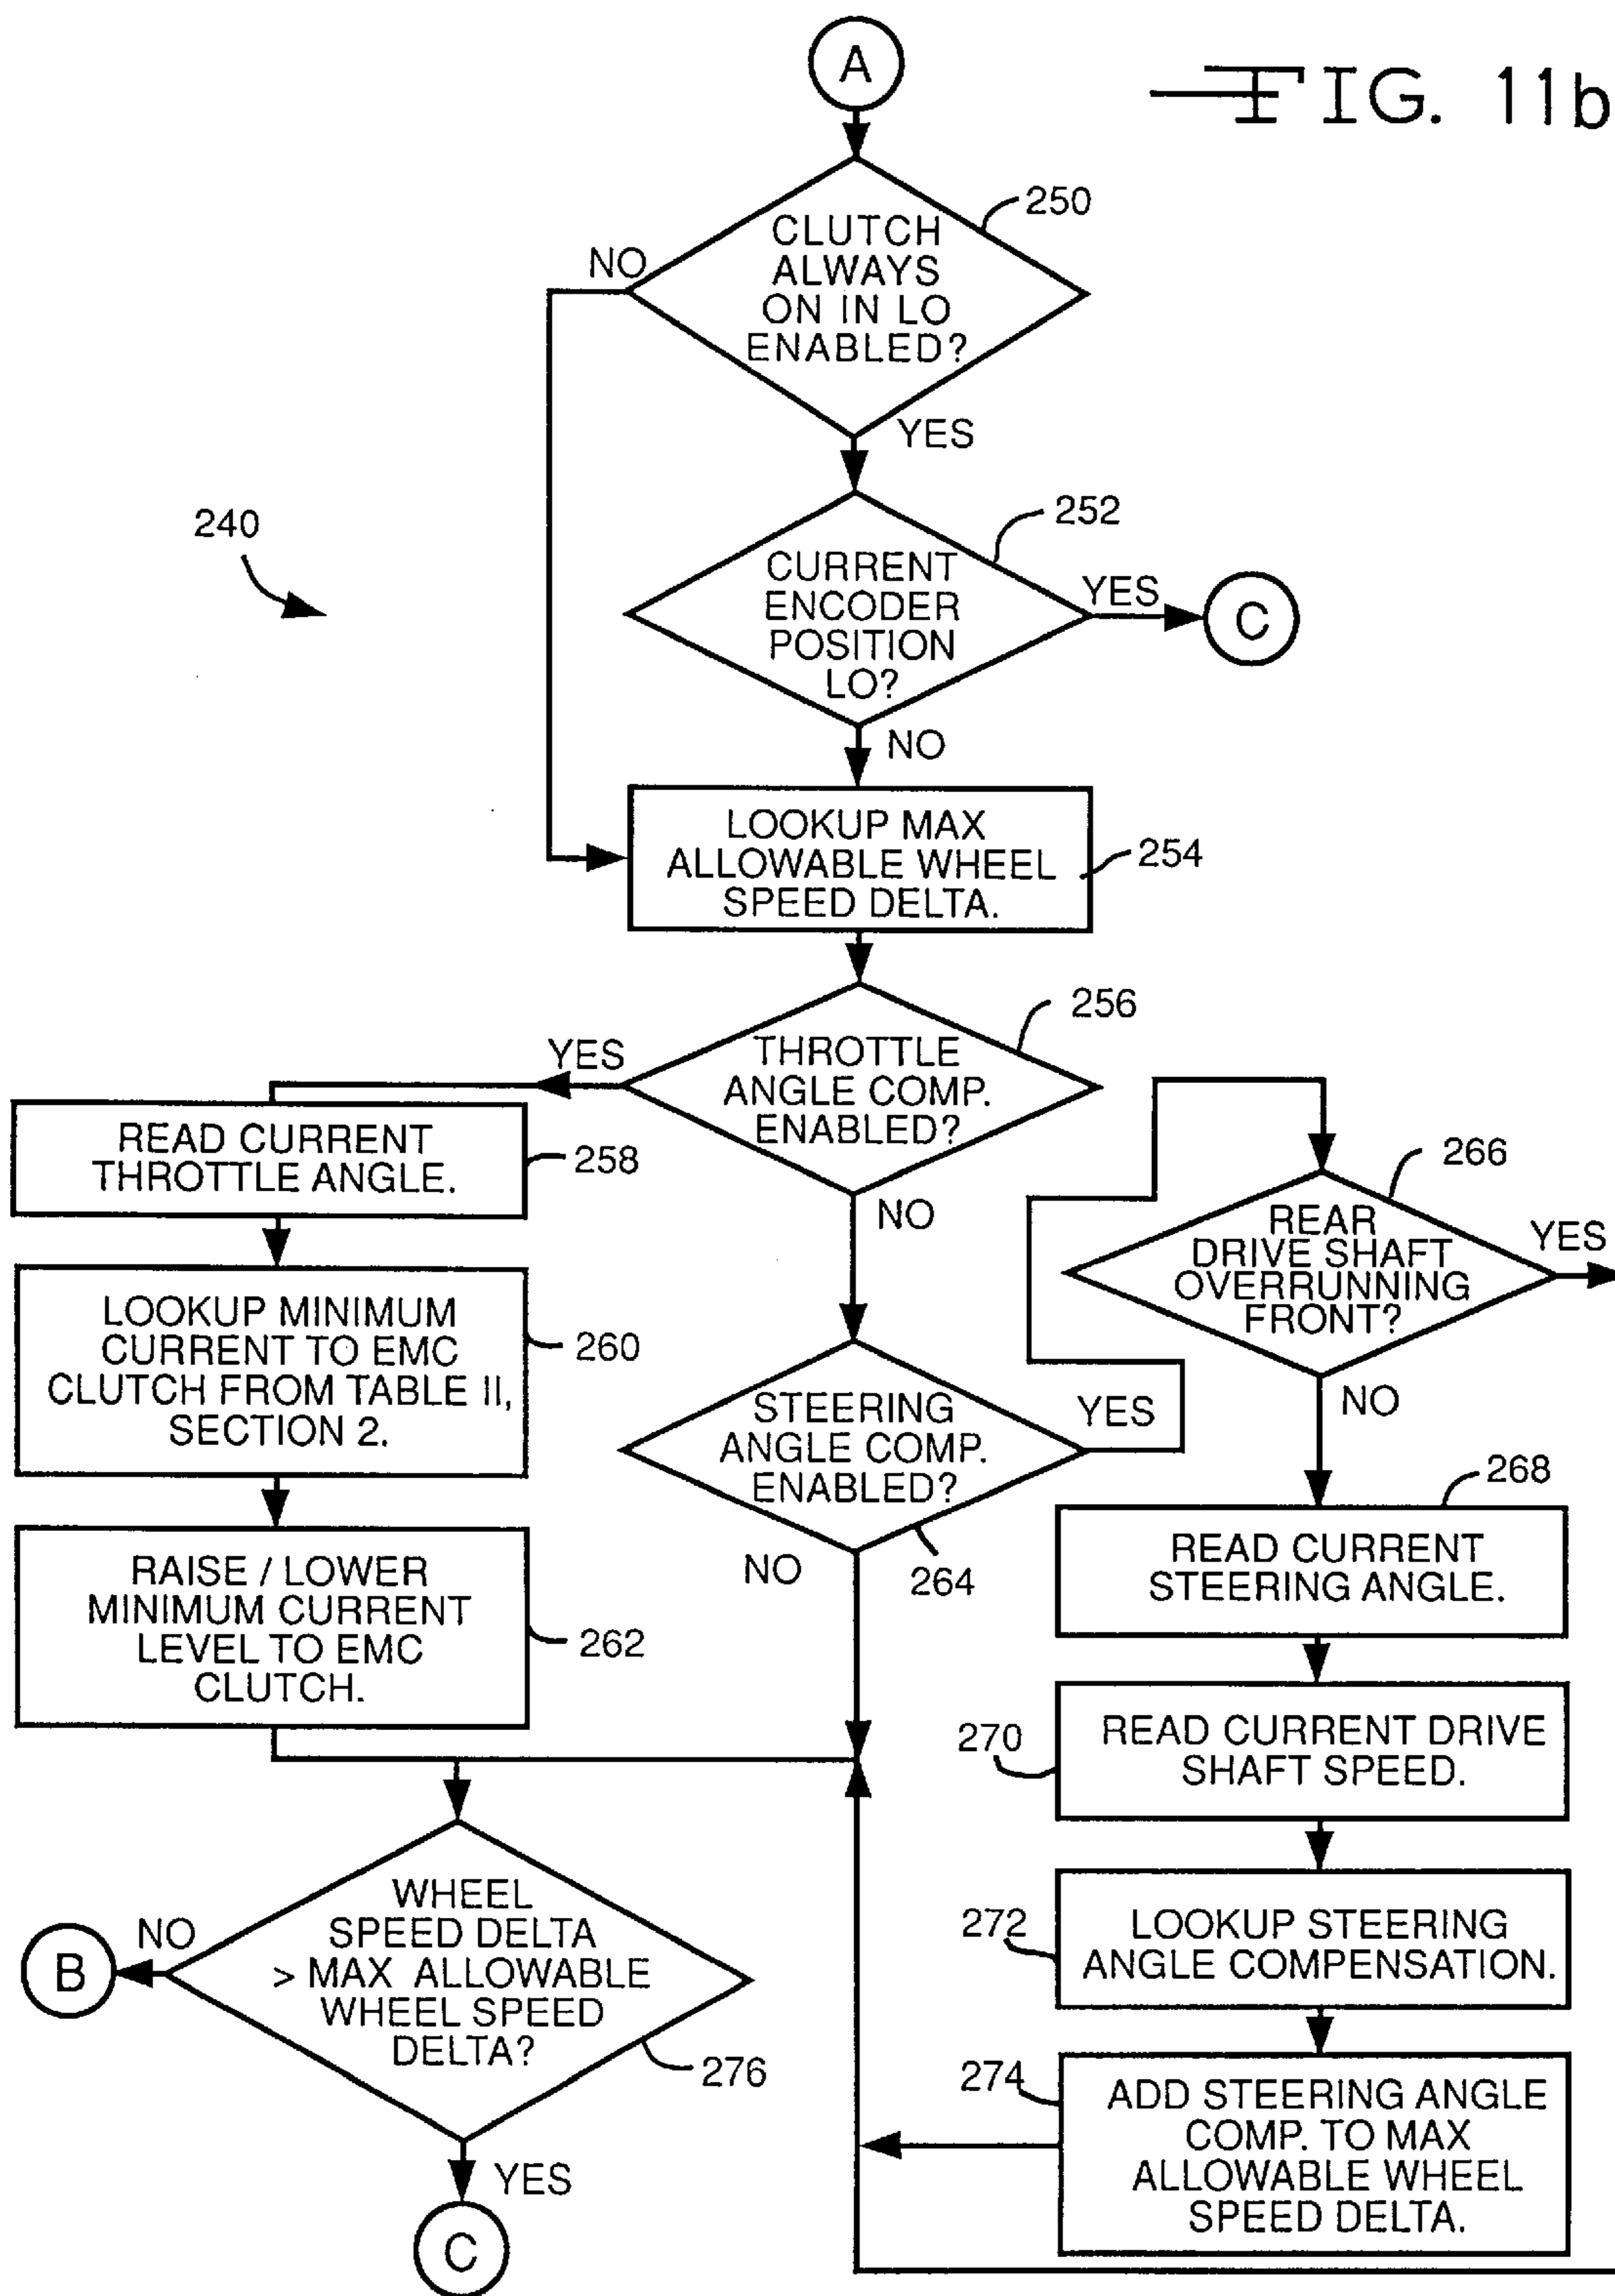 A
FIG. 11b
250
CLUTCH
ALWAYS
ON IN LO
ENABLED?
NO
YES
240
252
CURRENT
ENCODER
POSITION
LO?
YES
C
NO
LOOKUP MAX
ALLOWABLE WHEEL
SPEED DELTA.
254
256
THROTTLE
ANGLE COMP.
ENABLED?
YES
NO
READ CURRENT
THROTTLE ANGLE.
258
LOOKUP MINIMUM
CURRENT TO EMC
CLUTCH FROM TABLE II,
SECTION 2.
260
RAISE / LOWER
MINIMUM CURRENT
LEVEL TO EMC
CLUTCH.
262
STEERING
ANGLE COMP.
ENABLED?
YES
NO
264
266
REAR
DRIVE SHAFT
OVERRUNNING
FRONT?
YES
NO
268
READ CURRENT
STEERING ANGLE.
270
READ CURRENT DRIVE
SHAFT SPEED.
272
LOOKUP STEERING
ANGLE COMPENSATION.
274
ADD STEERING ANGLE
COMP. TO MAX
ALLOWABLE WHEEL
SPEED DELTA.
WHEEL
SPEED DELTA
> MAX ALLOWABLE
WHEEL SPEED
DELTA?
NO
B
276
YES
C